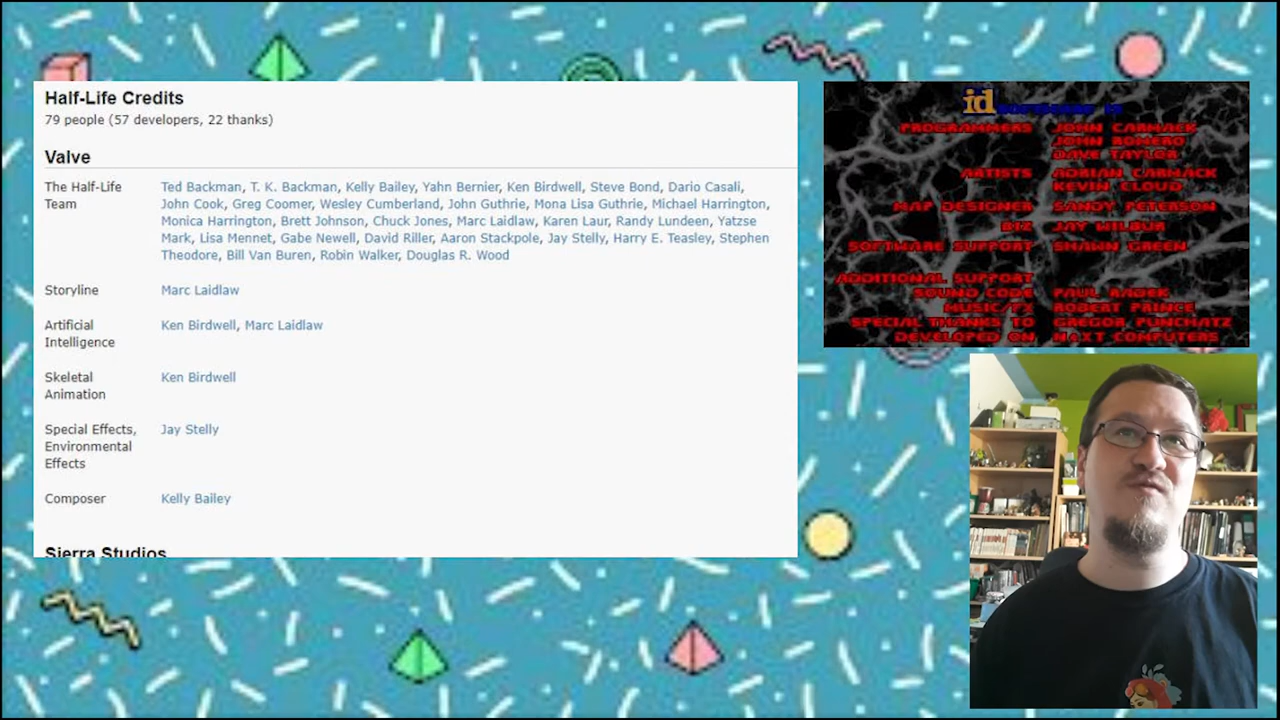 Half-Life Credits
79 people (57 developers, 22 thanks)
Valve
The Half-Life Team
Ted Backman, T. K. Backman, Kelly Bailey, Yahn Bernier, Ken Birdwell, Steve Bond, Dario Casali,
John Cook, Greg Coomer, Wesley Cumberland, John Guthrie, Mona Lisa Guthrie, Michael Harrington,
Monica Harrington, Brett Johnson, Chuck Jones, Marc Laidlaw, Karen Laur, Randy Lundeen, Yatzse
Mark, Lisa Mennet, Gabe Newell, David Riller, Aaron Stackpole, Jay Stelly, Harry E. Teasley, Stephen
Theodore, Bill Van Buren, Robin Walker, Douglas R. Wood
Storyline Marc Laidlaw
Artificial Intelligence
Ken Birdwell, Marc Laidlaw
Skeletal Animation
Ken Birdwell
Special Effects,
Environmental
Effects
Jay Stelly
Composer Kelly Bailey
Sierra Studios
id SOFTWARE IS
PROGRAMMERS JOHN CARMACK
JOHN ROMERO
DAVE TAYLOR
ARTISTS ADRIAN CARMACK
KEVIN CLOUD
MAP DESIGNER SANDY PETERSON
BIZ JAY WILBUR
SOFTWARE SUPPORT SHAWN GREEN
ADDITIONAL SUPPORT
SOUND CODE PAUL RADEK
MUSIC/FX ROBERT PRINCE
SPECIAL THANKS TO GREGOR PUNCHATZ
DEVELOPED ON NEXT COMPUTERS